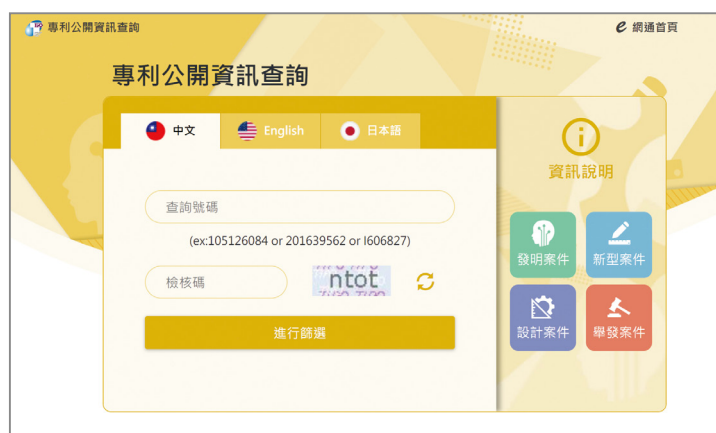 專利公開資訊查詢
e 網通首頁
專利公開資訊查詢
中文
English
日本語
查詢號碼
(ex:105126084 or 201639562 or I606827)
檢核碼
ntot
進行篩選
i
資訊說明
發明案件
新型案件
設計案件
舉發案件